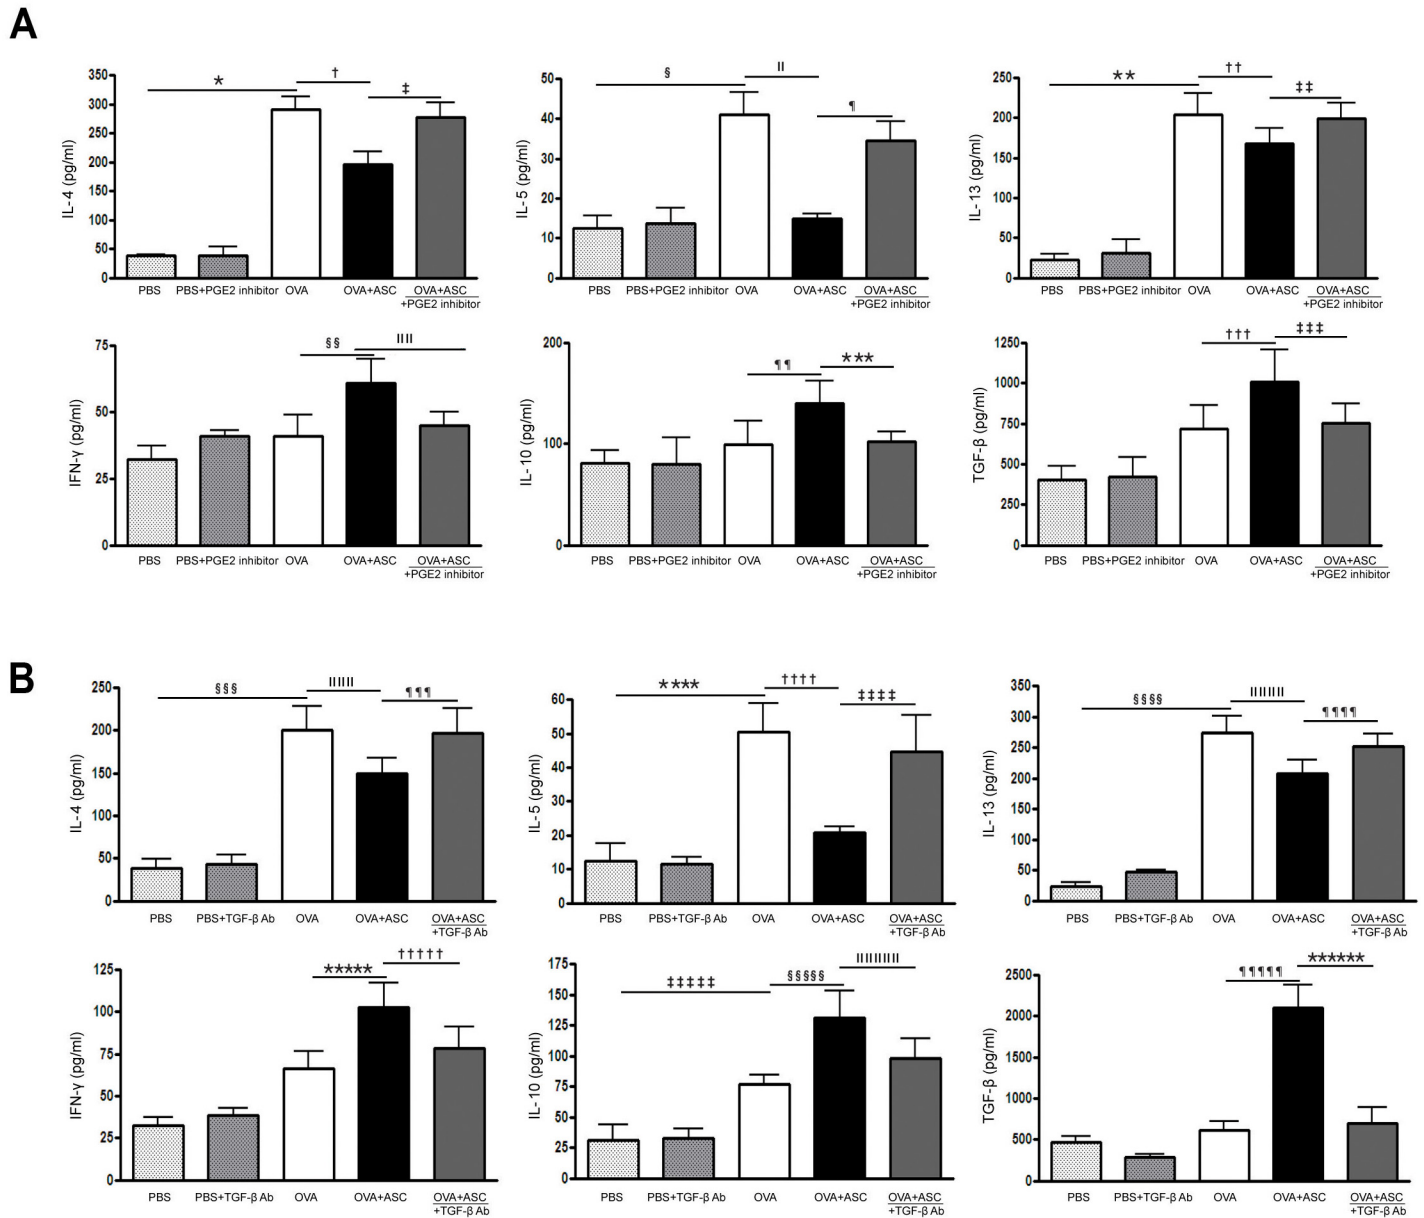 A
*
†
‡
IL-4 (pg/ml)
350
300
250
200
150
100
50
0
PBS
PBS+PGE2 inhibitor
OVA
OVA+ASC
OVA+ASC
+PGE2 inhibitor
§
||
¶
IL-5 (pg/ml)
50
40
30
20
10
0
PBS
PBS+PGE2 inhibitor
OVA
OVA+ASC
OVA+ASC
+PGE2 inhibitor
**
††
‡‡
IL-13 (pg/ml)
250
200
150
100
50
0
PBS
PBS+PGE2 inhibitor
OVA
OVA+ASC
OVA+ASC
+PGE2 inhibitor
§§
||||
IFN-γ (pg/ml)
75
50
25
0
PBS
PBS+PGE2 inhibitor
OVA
OVA+ASC
OVA+ASC
+PGE2 inhibitor
¶¶
***
IL-10 (pg/ml)
200
100
0
PBS
PBS+PGE2 inhibitor
OVA
OVA+ASC
OVA+ASC
+PGE2 inhibitor
†††
‡‡‡
TGF-β (pg/ml)
1250
1000
750
500
250
0
PBS
PBS+PGE2 inhibitor
OVA
OVA+ASC
OVA+ASC
+PGE2 inhibitor
B
§§§
||||||
¶¶¶
IL-4 (pg/ml)
250
200
150
100
50
0
PBS
PBS+TGF-β Ab
OVA
OVA+ASC
OVA+ASC
+TGF-β Ab
****
††††
‡‡‡‡
IL-5 (pg/ml)
60
50
40
30
20
10
0
PBS
PBS+TGF-β Ab
OVA
OVA+ASC
OVA+ASC
+TGF-β Ab
§§§§
||||||||
¶¶¶¶
IL-13 (pg/ml)
350
300
250
200
150
100
50
0
PBS
PBS+TGF-β Ab
OVA
OVA+ASC
OVA+ASC
+TGF-β Ab
*****
†††††
IFN-γ (pg/ml)
125
100
75
50
25
0
PBS
PBS+TGF-β Ab
OVA
OVA+ASC
OVA+ASC
+TGF-β Ab
‡‡‡‡‡
§§§§§
||||||||||
IL-10 (pg/ml)
175
150
125
100
75
50
25
0
PBS
PBS+TGF-β Ab
OVA
OVA+ASC
OVA+ASC
+TGF-β Ab
¶¶¶¶¶
******
TGF-β (pg/ml)
2500
2000
1500
1000
500
0
PBS
PBS+TGF-β Ab
OVA
OVA+ASC
OVA+ASC
+TGF-β Ab